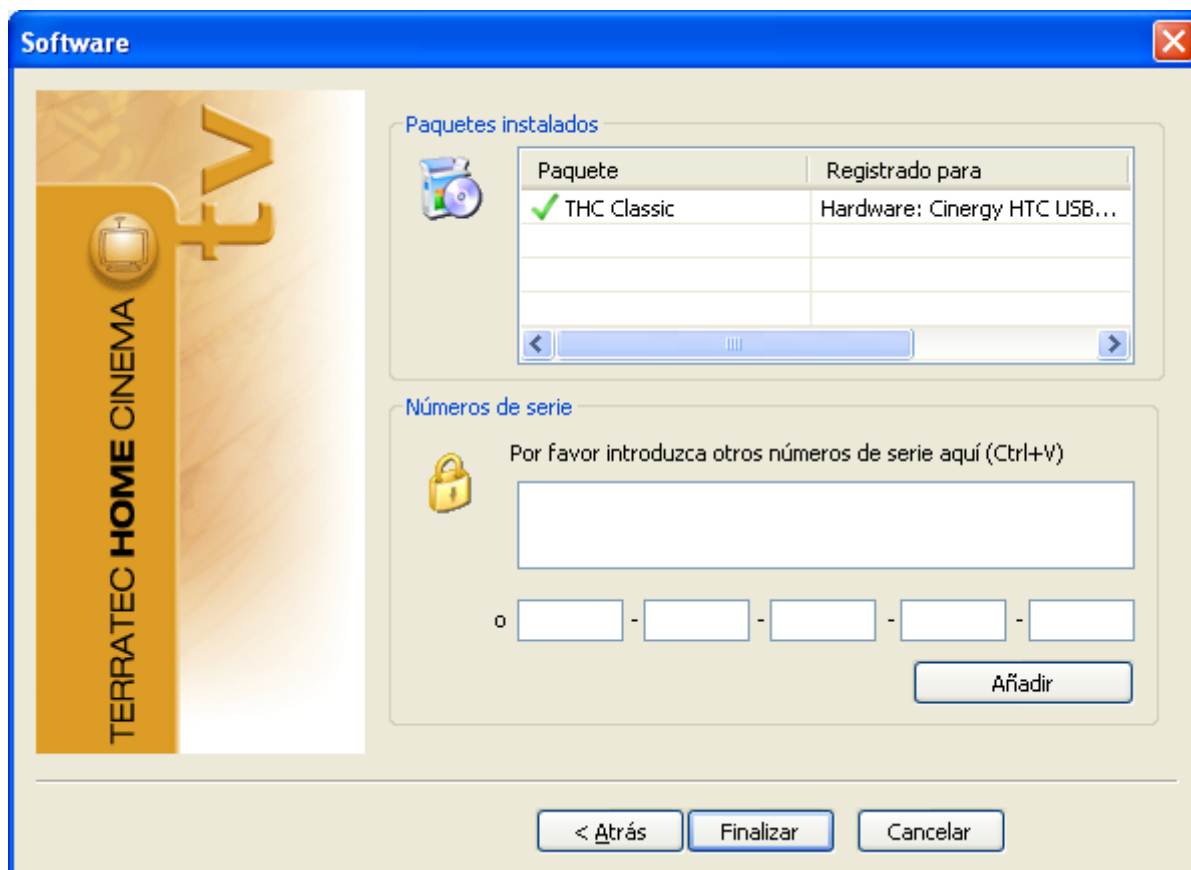 Software
tv
TERRATEC HOME CINEMA
Paquetes instalados
Paquete Registrado para
THC Classic Hardware: Cinergy HTC USB...
Números de serie
Por favor introduzca otros números de serie aquí (Ctrl+V)
o - - - -
Añadir
< Atrás Finalizar Cancelar